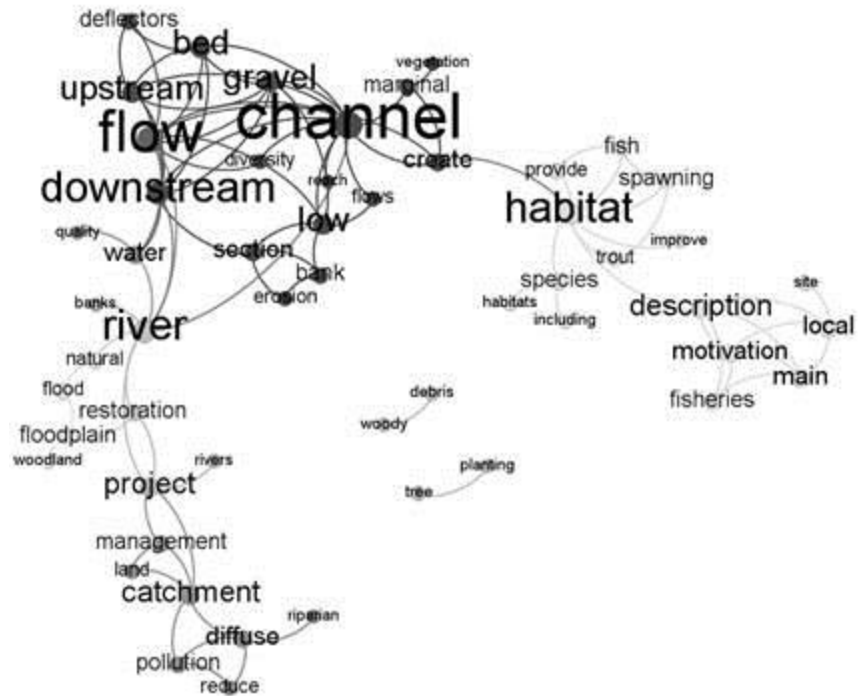 deflectors
bed
vegetation
upstream
gravel
marginal
flow
channel
diversity
create
fish
provide
downstream
reach
flows
spawning
low
habitat
quality
water
section
improve
bank
trout
species
site
erosion
habitats
banks
including
description
local
river
motivation
natural
main
flood
debris
fisheries
restoration
woody
floodplain
woodland
rivers
planting
project
tree
management
land
catchment
riparian
diffuse
pollution
reduce